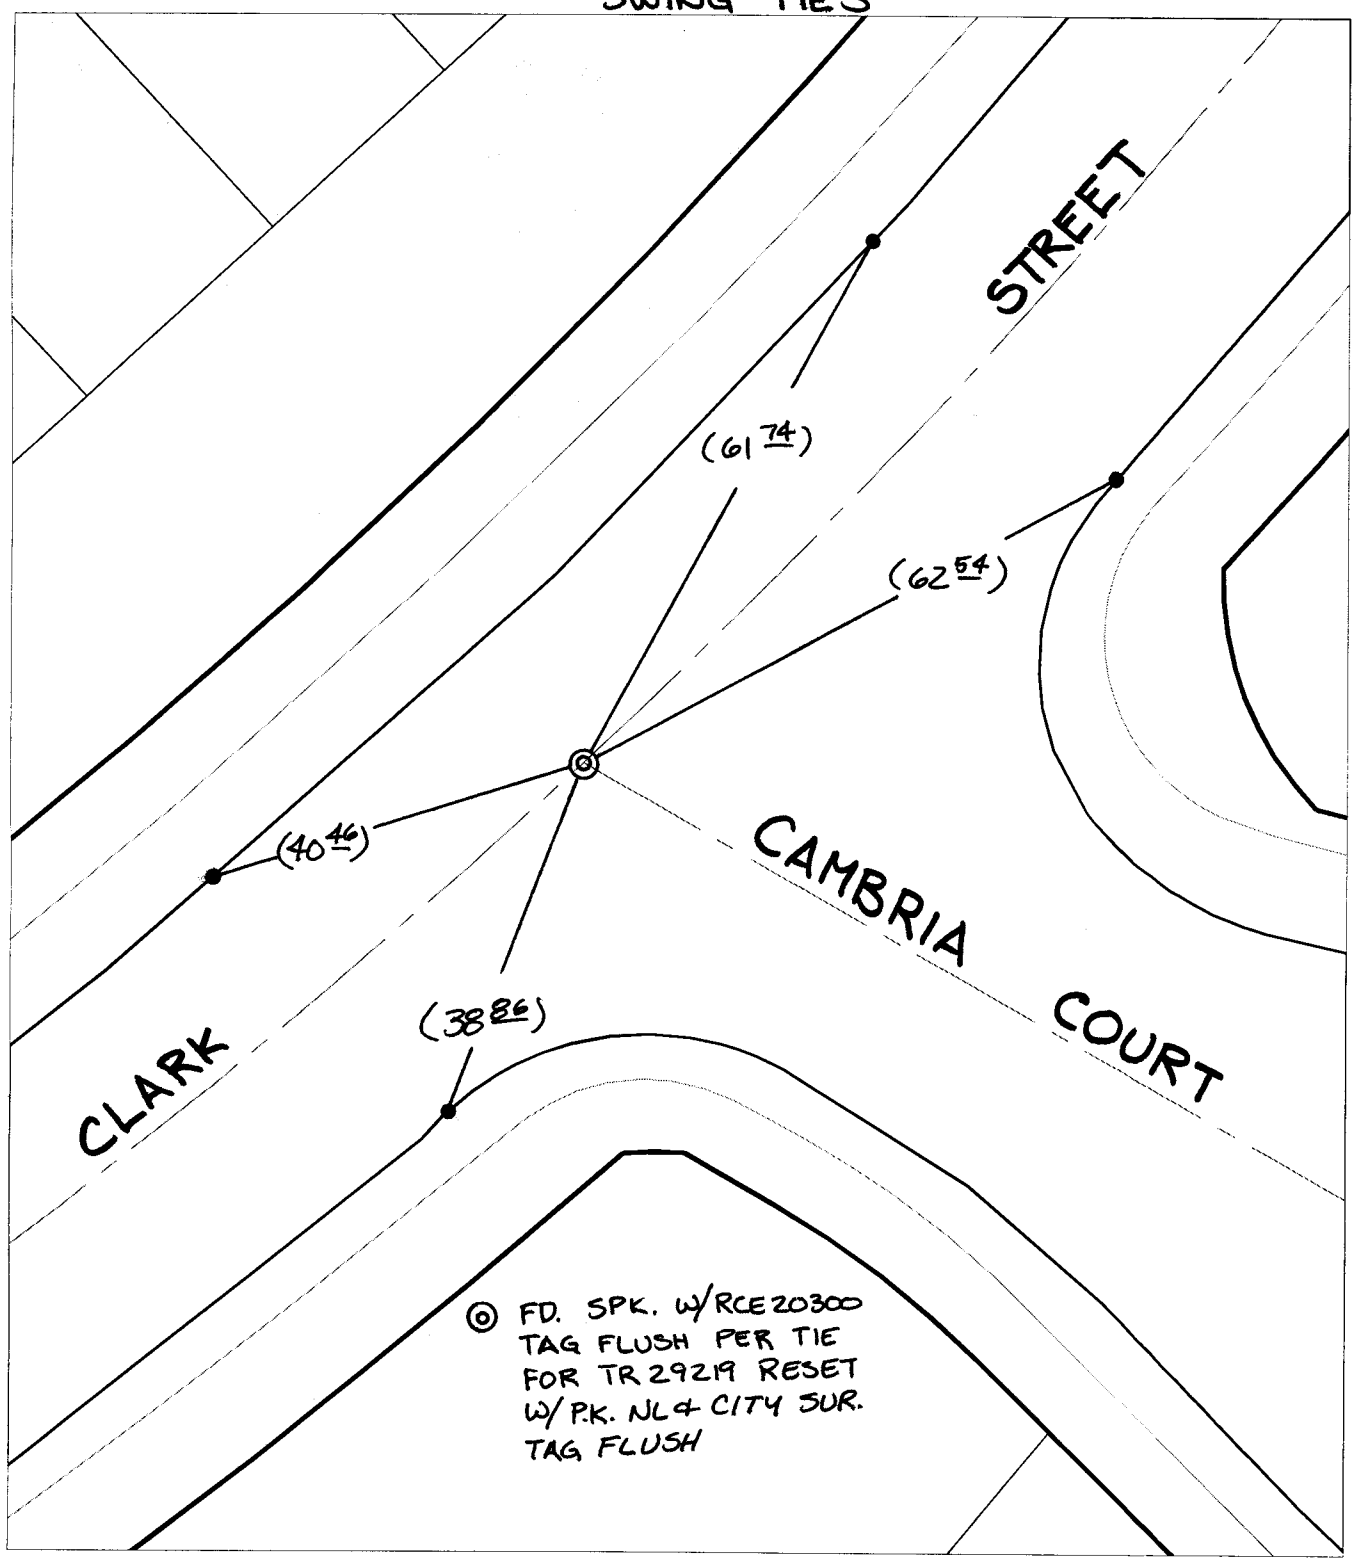 SWING TIES
STREET
(61 74)
(62 54)
(40 46)
CAMBRIA
COURT
(38 86)
CLARK
FD. SPK. W/RCE 20300
TAG FLUSH PER TIE
FOR TR 29219 RESET
W/ P.K. NL & CITY SUR.
TAG FLUSH